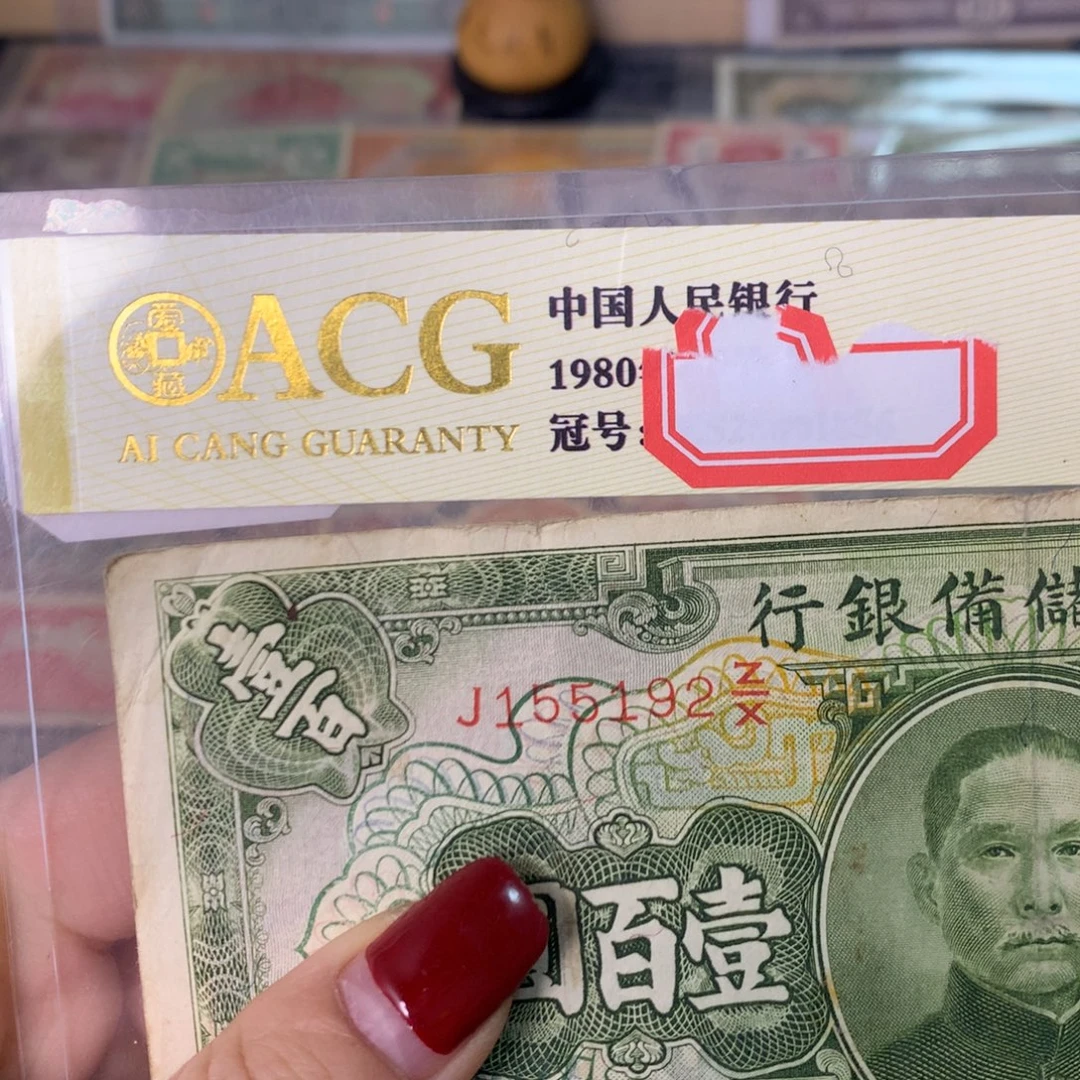 ACG
AI CANG GUARANTY
中国人民银行
1980
冠号:
行銀備儲
壹百
J155192 Z/X
百壹